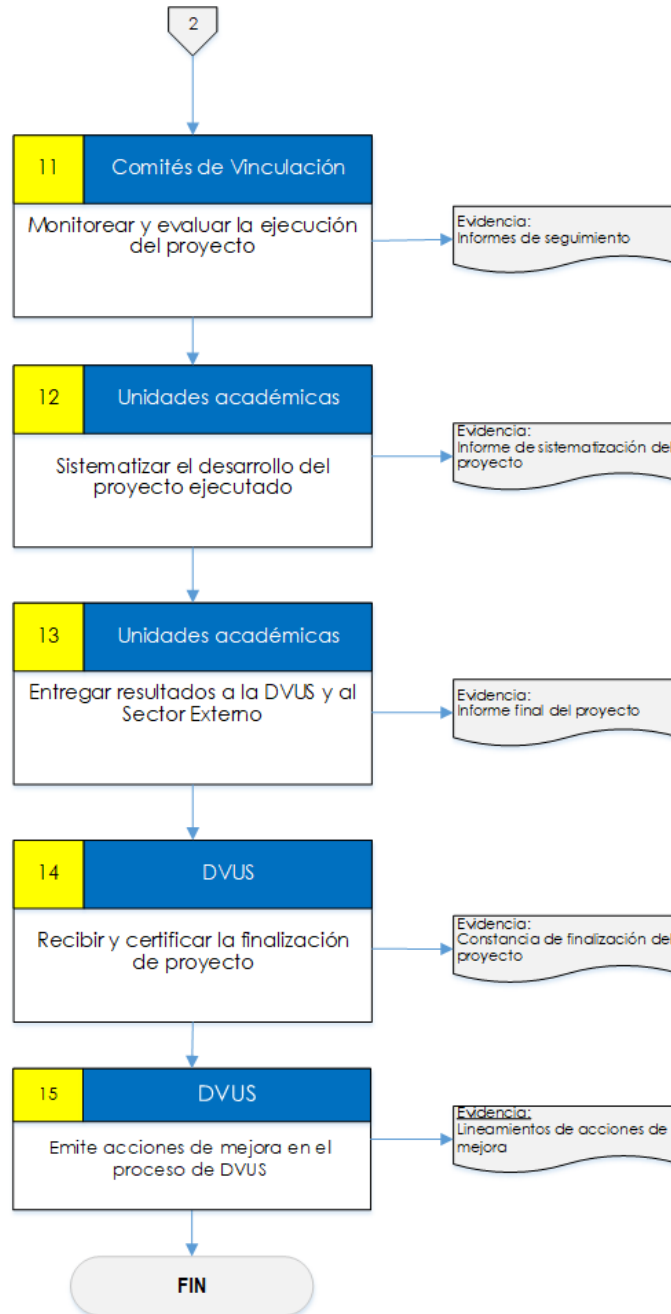 2
11
Comités de Vinculación
Monitorear y evaluar la ejecución
del proyecto
Evidencia:
Informes de seguimiento
12
Unidades académicas
Sistematizar el desarrollo del
proyecto ejecutado
Evidencia:
Informe de sistematización del
proyecto
13
Unidades académicas
Entregar resultados a la DVUS y al
Sector Externo
Evidencia:
Informe final del proyecto
14
DVUS
Recibir y certificar la finalización
de proyecto
Evidencia:
Constancia de finalización del
proyecto
15
DVUS
Emite acciones de mejora en el
proceso de DVUS
Evidencia:
Lineamientos de acciones de
mejora
FIN